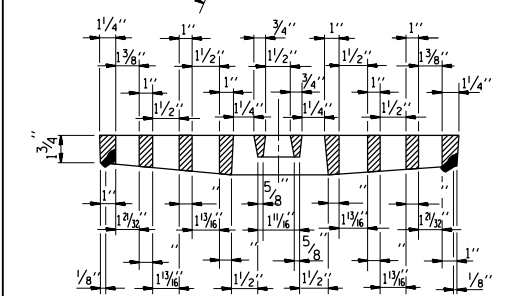 1" 3/4" 1"
1 1/4" 1"
1 3/8" 1 1/2" 1 1/2" 1 1/2" 1 3/8"
1" 1" 3/4" 1" 1 1/4"
1 1/2" 1 1/4" 1 1/4" 1 1/2"
1 3/4"
5/8"
1" " " " "
1 21/32" 1 13/16" 1 11/16" 1 13/16" 1 21/32"
" " 5/8" " " 1"
1/8" 1 13/16" 1 1/2" 1 1/2" 1 13/16" 1/8"